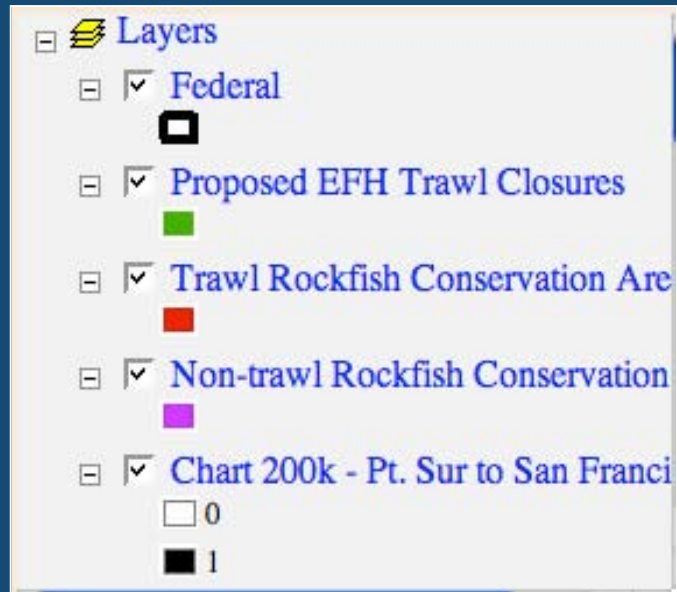 Layers
Federal
Proposed EFH Trawl Closures
Trawl Rockfish Conservation Are
Non-trawl Rockfish Conservation
Chart 200k - Pt. Sur to San Franci
0
1